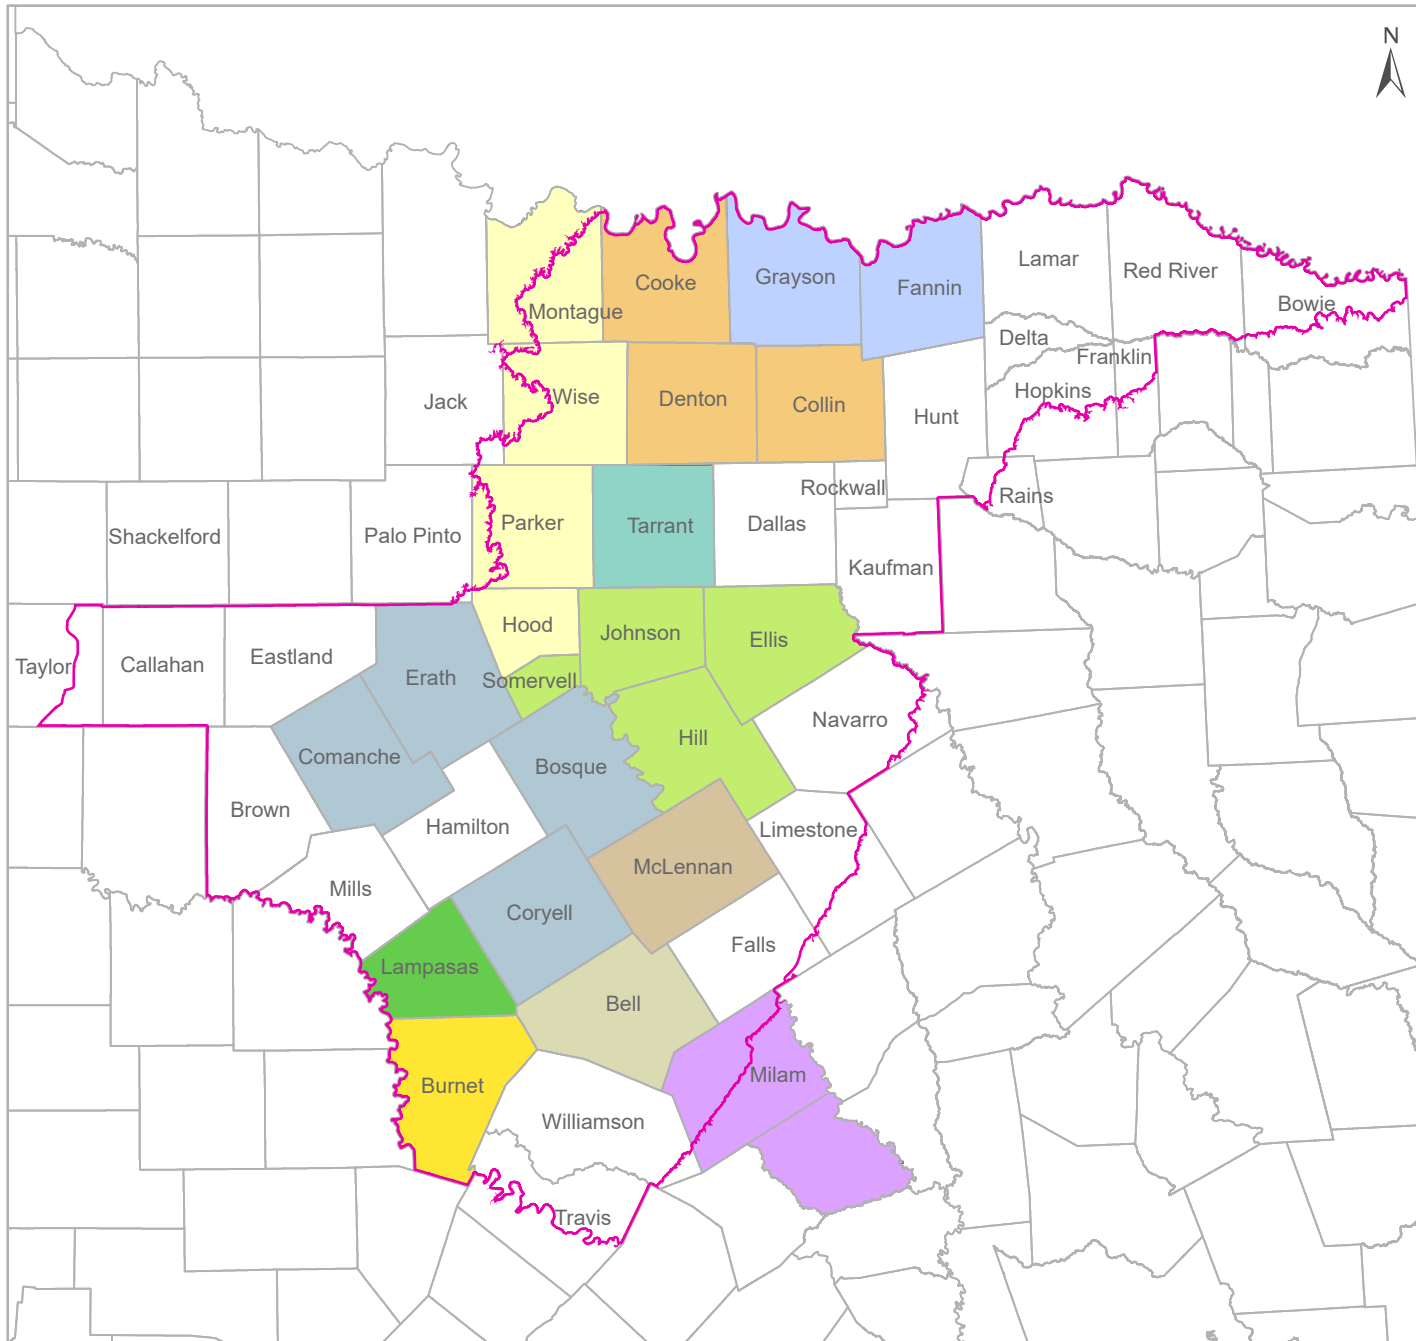 N
Lamar
Red River
Cooke
Grayson
Fannin
Bowie
Montague
Delta
Franklin
Hopkins
Jack
Wise
Denton
Collin
Hunt
Rockwall
Rains
Shackelford
Palo Pinto
Parker
Tarrant
Dallas
Kaufman
Hood
Johnson
Ellis
Taylor
Callahan
Eastland
Erath
Somervell
Navarro
Comanche
Bosque
Hill
Brown
Hamilton
Limestone
Mills
McLennan
Coryell
Falls
Lampasas
Bell
Burnet
Milam
Williamson
Travis